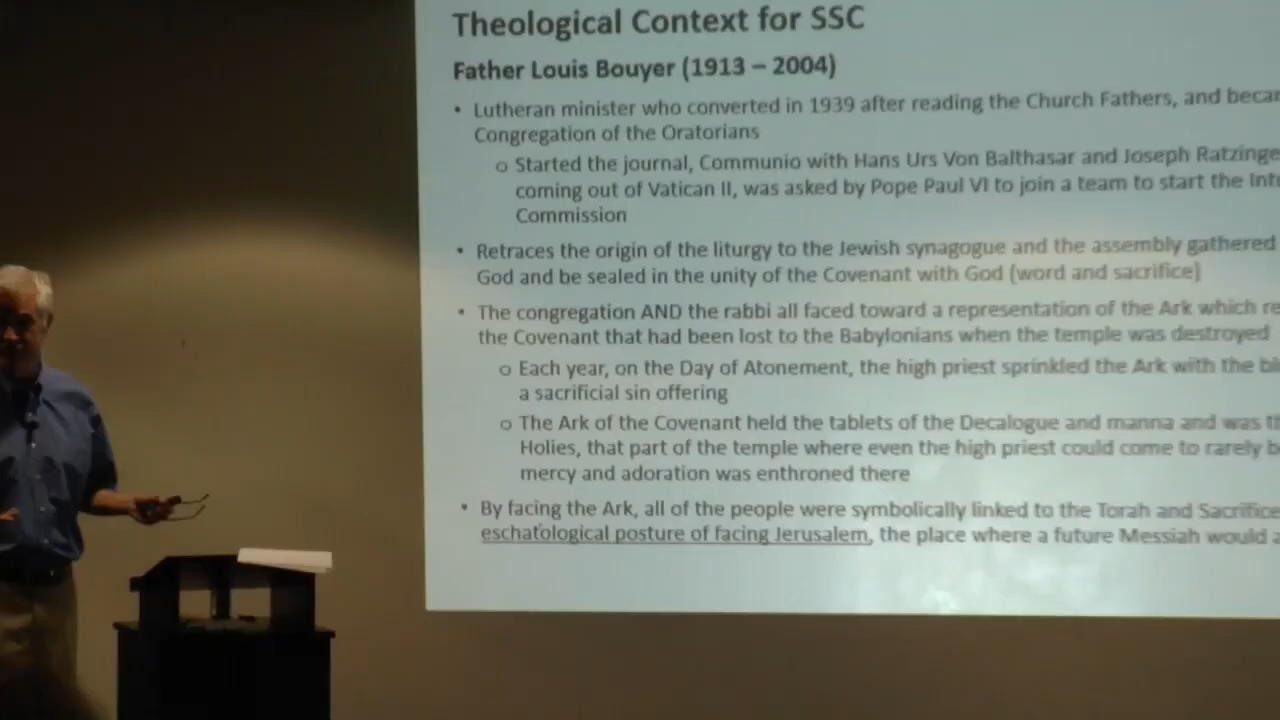 Theological Context for SSC
Father Louis Bouyer (1913 – 2004)
• Lutheran minister who converted in 1939 after reading the Church Fathers, and becam
Congregation of the Oratorians
o Started the journal, Communio with Hans Urs Von Balthasar and Joseph Ratzinge
coming out of Vatican II, was asked by Pope Paul VI to join a team to start the Int
Commission
• Retraces the origin of the liturgy to the Jewish synagogue and the assembly gathered
God and be sealed in the unity of the Covenant with God (word and sacrifice)
• The congregation AND the rabbi all faced toward a representation of the Ark which re
the Covenant that had been lost to the Babylonians when the temple was destroyed
o Each year, on the Day of Atonement, the high priest sprinkled the Ark with the bl
a sacrificial sin offering
o The Ark of the Covenant held the tablets of the Decalogue and manna and was t
Holies, that part of the temple where even the high priest could come to rarely b
mercy and adoration was enthroned there
• By facing the Ark, all of the people were symbolically linked to the Torah and Sacrifice
eschatological posture of facing Jerusalem, the place where a future Messiah would a